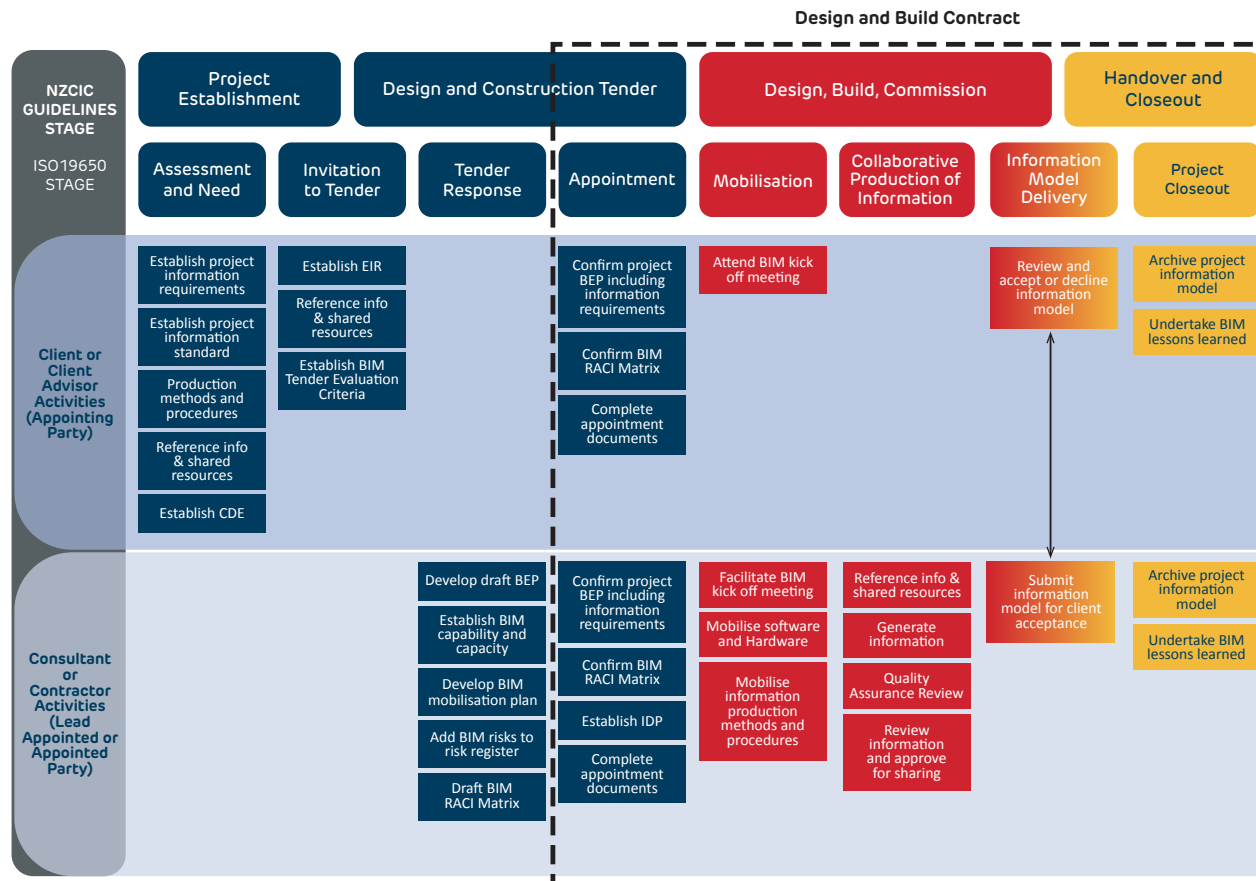 Design and Build Contract
NZCIC
GUIDELINES
STAGE
ISO19650
STAGE
Project
Establishment
Design and Construction Tender
Design, Build, Commission
Handover and
Closeout
Assessment
and Need
Invitation
to Tender
Tender
Response
Appointment
Mobilisation
Collaborative
Production of
Information
Information
Model
Delivery
Project
Closeout
Client or
Client
Advisor
Activities
(Appointing
Party)
Establish project
information
requirements
Establish project
information
standard
Production
methods and
procedures
Reference info
& shared
resources
Establish CDE
Establish EIR
Reference info
& shared
resources
Establish BIM
Tender Evaluation
Criteria
Confirm project
BEP including
information
requirements
Confirm BIM
RACI Matrix
Complete
appointment
documents
Attend BIM kick
off meeting
Review and
accept or decline
information
model
Archive project
information
model
Undertake BIM
lessons learned
Consultant
or
Contractor
Activities
(Lead
Appointed or
Appointed
Party)
Develop draft BEP
Establish BIM
capability and
capacity
Develop BIM
mobilisation plan
Add BIM risks to
risk register
Draft BIM
RACI Matrix
Confirm project
BEP including
information
requirements
Confirm BIM
RACI Matrix
Establish IDP
Complete
appointment
documents
Facilitate BIM
kick off meeting
Mobilise software
and Hardware
Mobilise
information
production
methods and
procedures
Reference info &
shared resources
Generate
information
Quality
Assurance Review
Review
information
and approve
for sharing
Submit
information
model for client
acceptance
Archive project
information
model
Undertake BIM
lessons learned